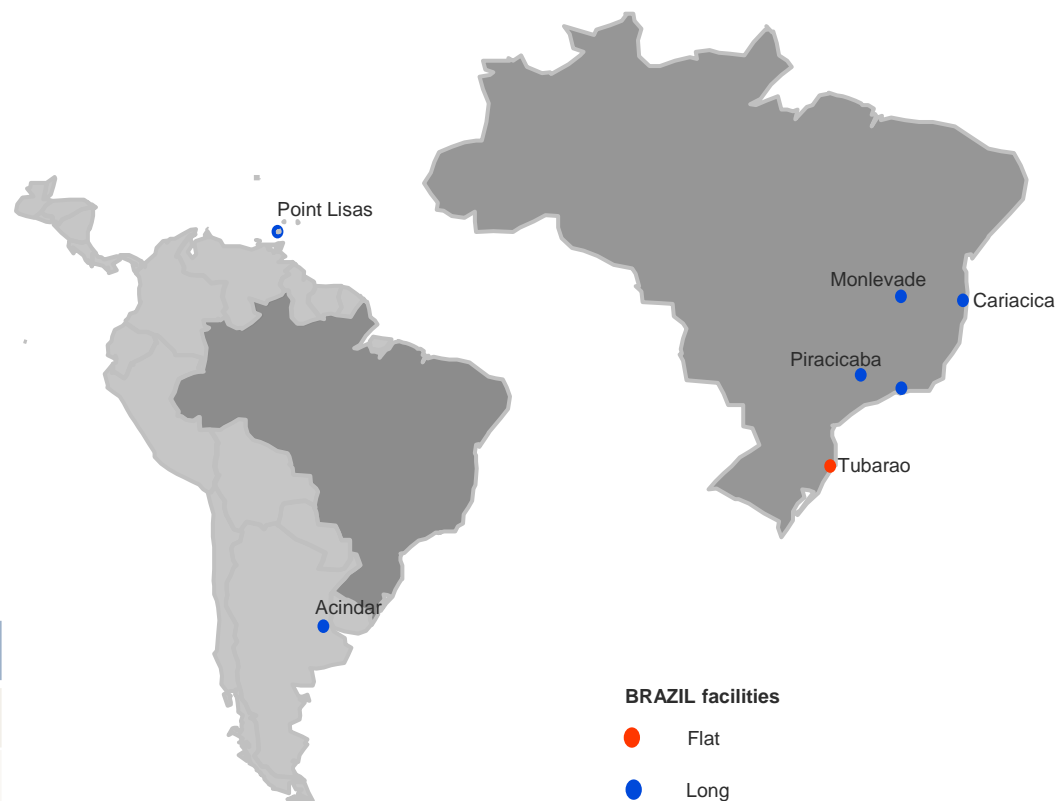 Point Lisas
Monlevade
Cariacica
Piracicaba
Tubarao
Acindar
BRAZIL facilities
Flat
Long